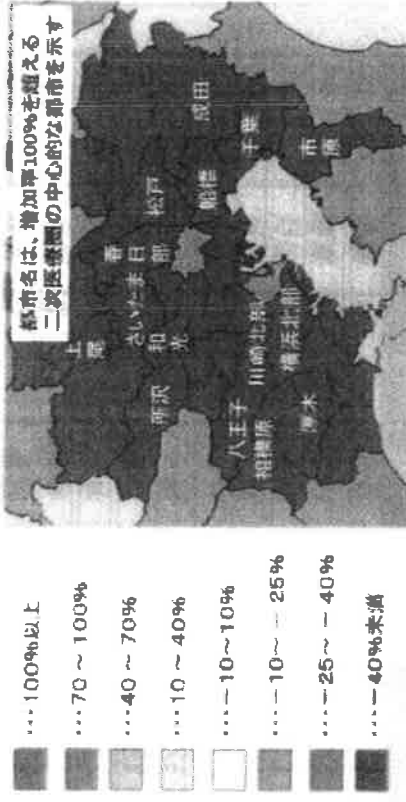 都市名は、増加率100%を超える
二次医療圏の中心的な都市を示す
上尾
春日部
さいたま
松戸
成田
所沢
和光
船橋
千葉
八王子
川崎北部
市原
相模原
横浜北部
厚木
…100%以上
…70～100%
…40～70%
…10～40%
…－10～10%
…－10～－25%
…－25～－40%
…－40%未満